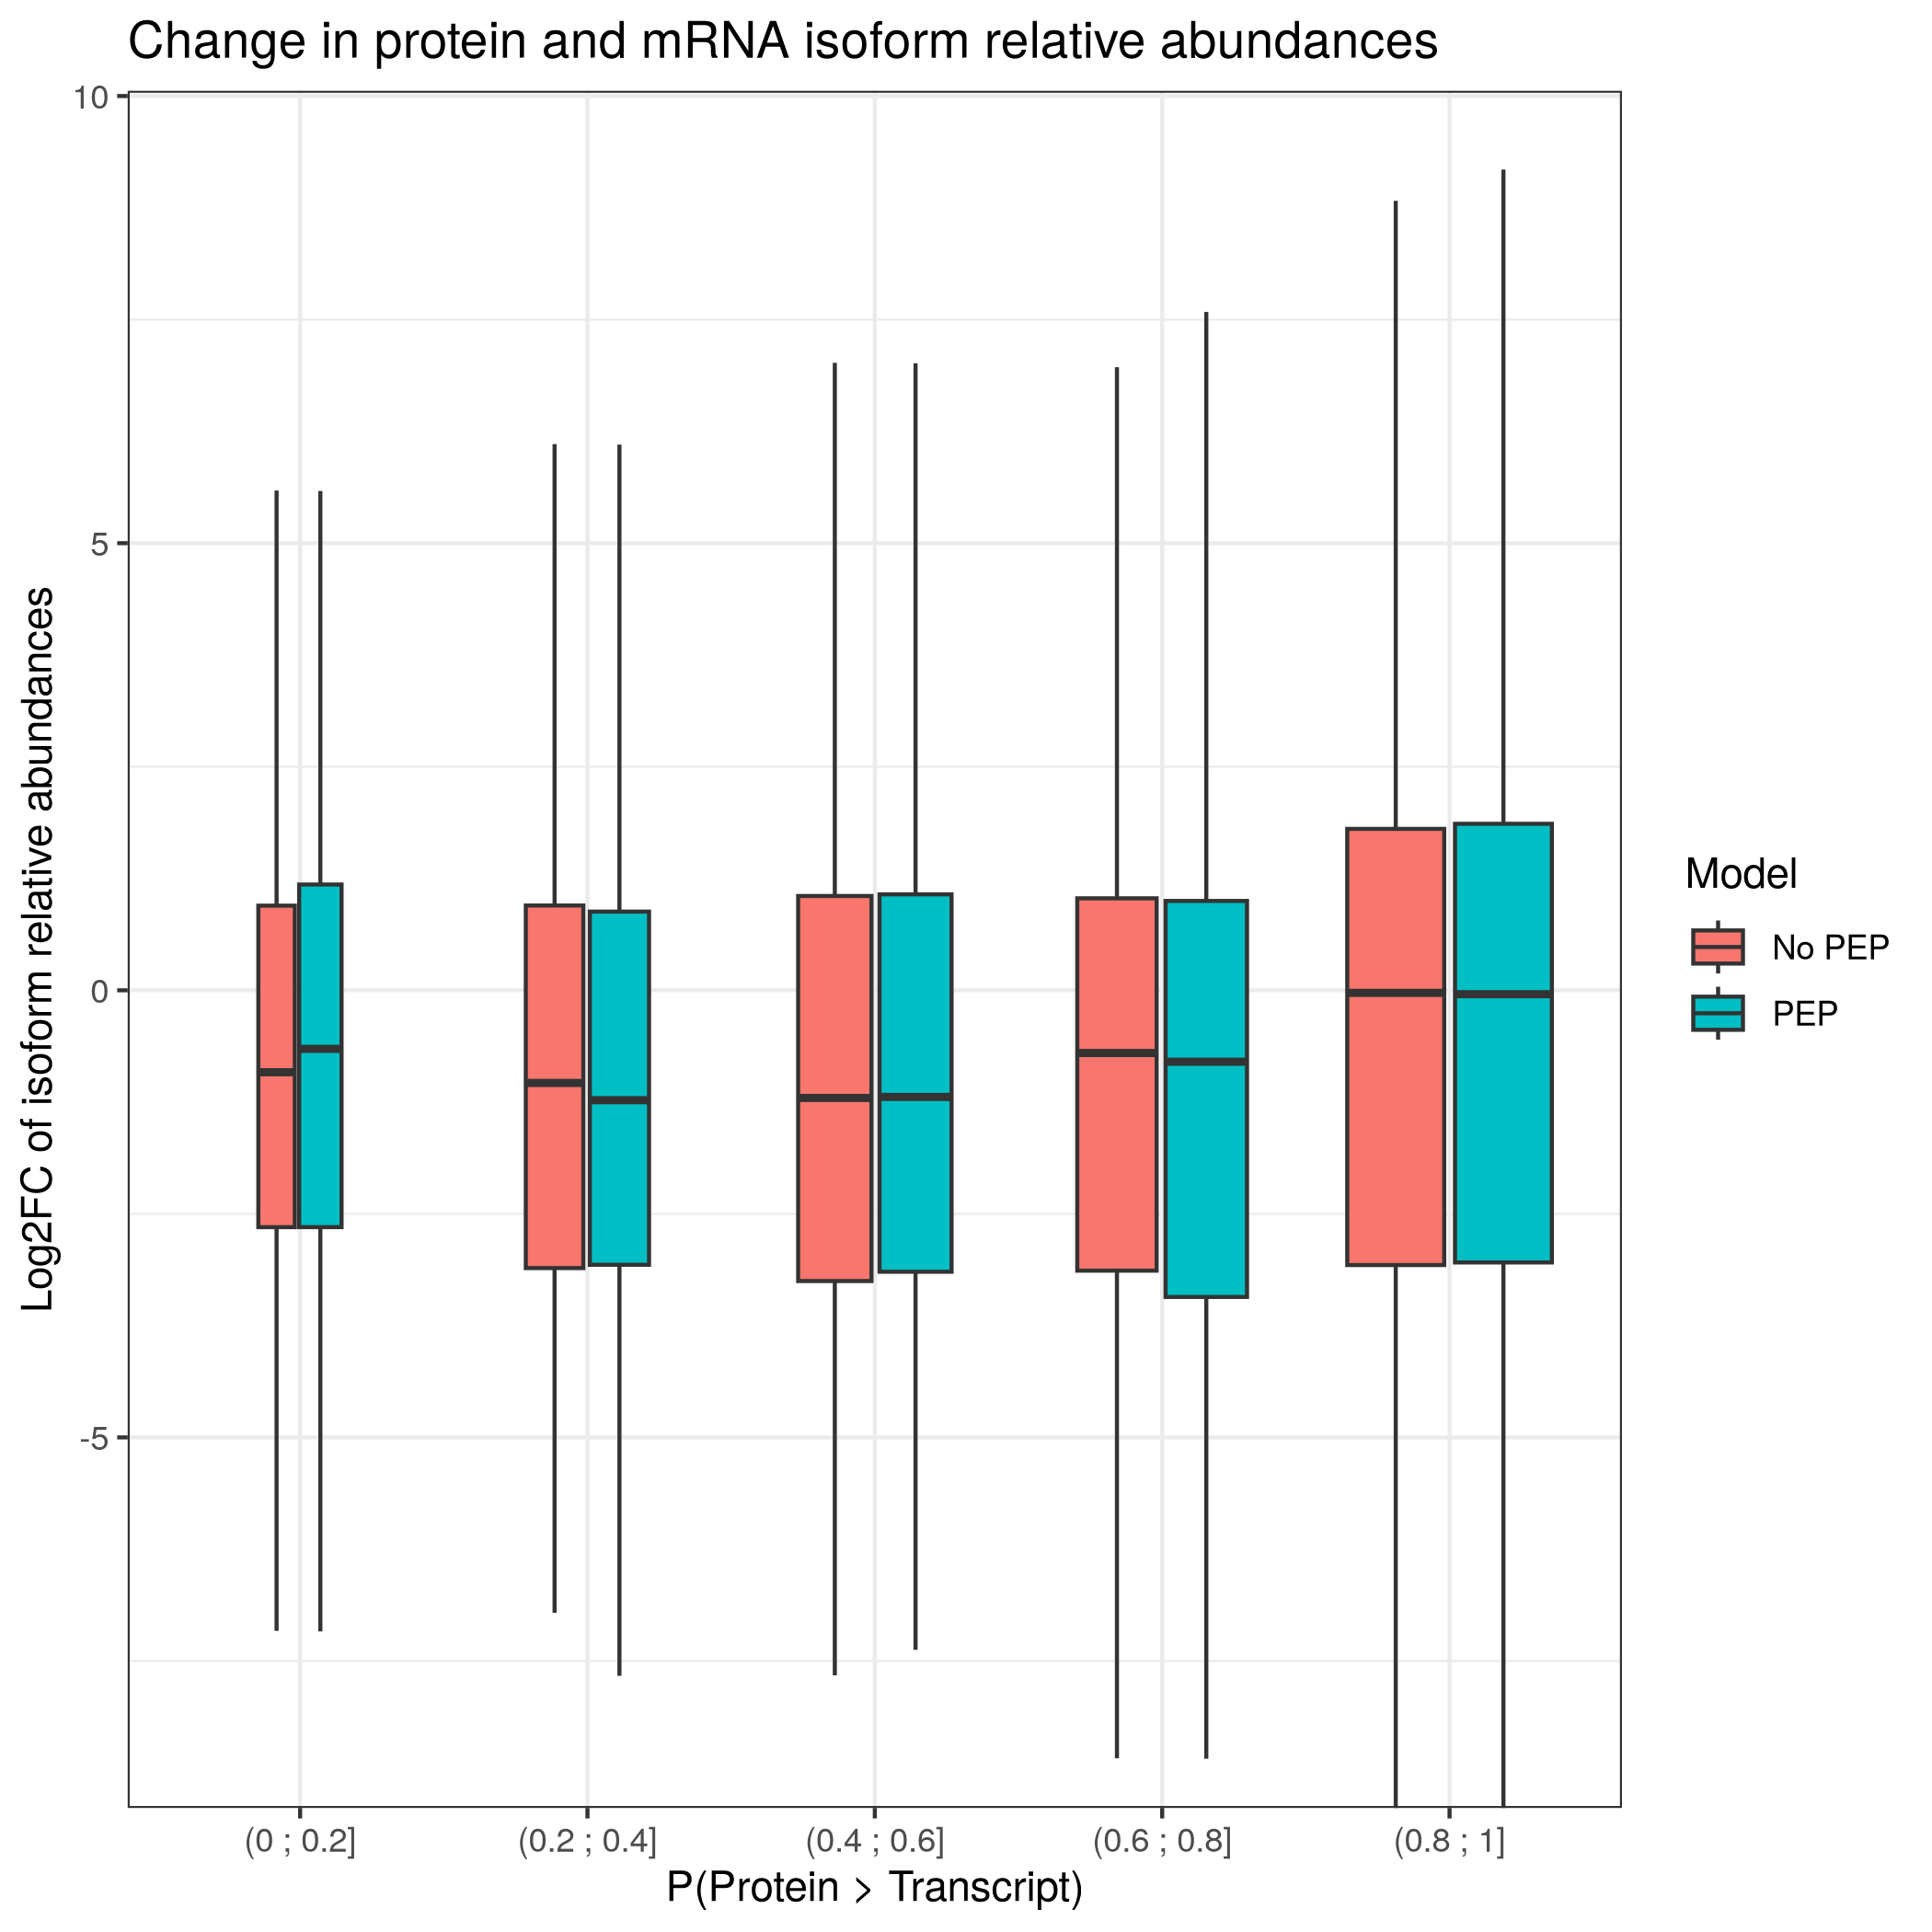 Change in protein and mRNA isoform relative abundances
10
5
0
-5
Log2FC of isoform relative abundances
(0 ; 0.2]
(0.2 ; 0.4]
(0.4 ; 0.6]
(0.6 ; 0.8]
(0.8 ; 1]
P(Protein > Transcript)
Model
No PEP
PEP